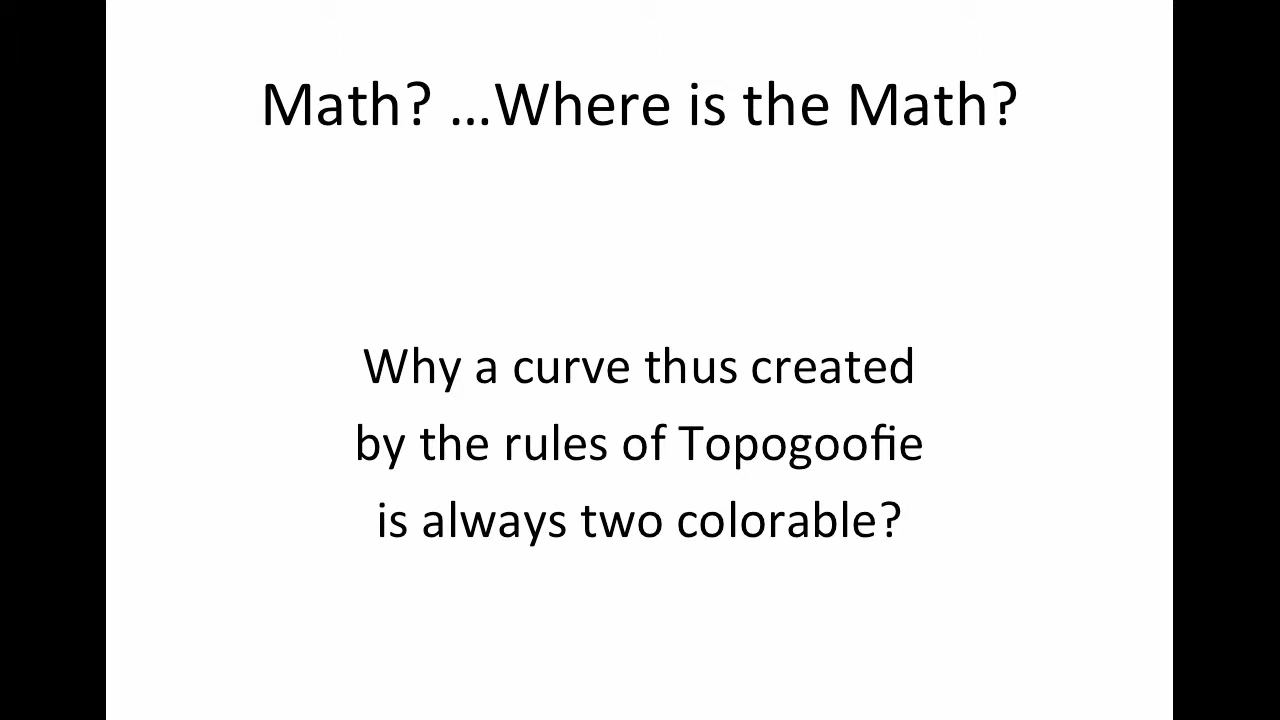 Math? …Where is the Math?
Why a curve thus created
by the rules of Topogoofie
is always two colorable?